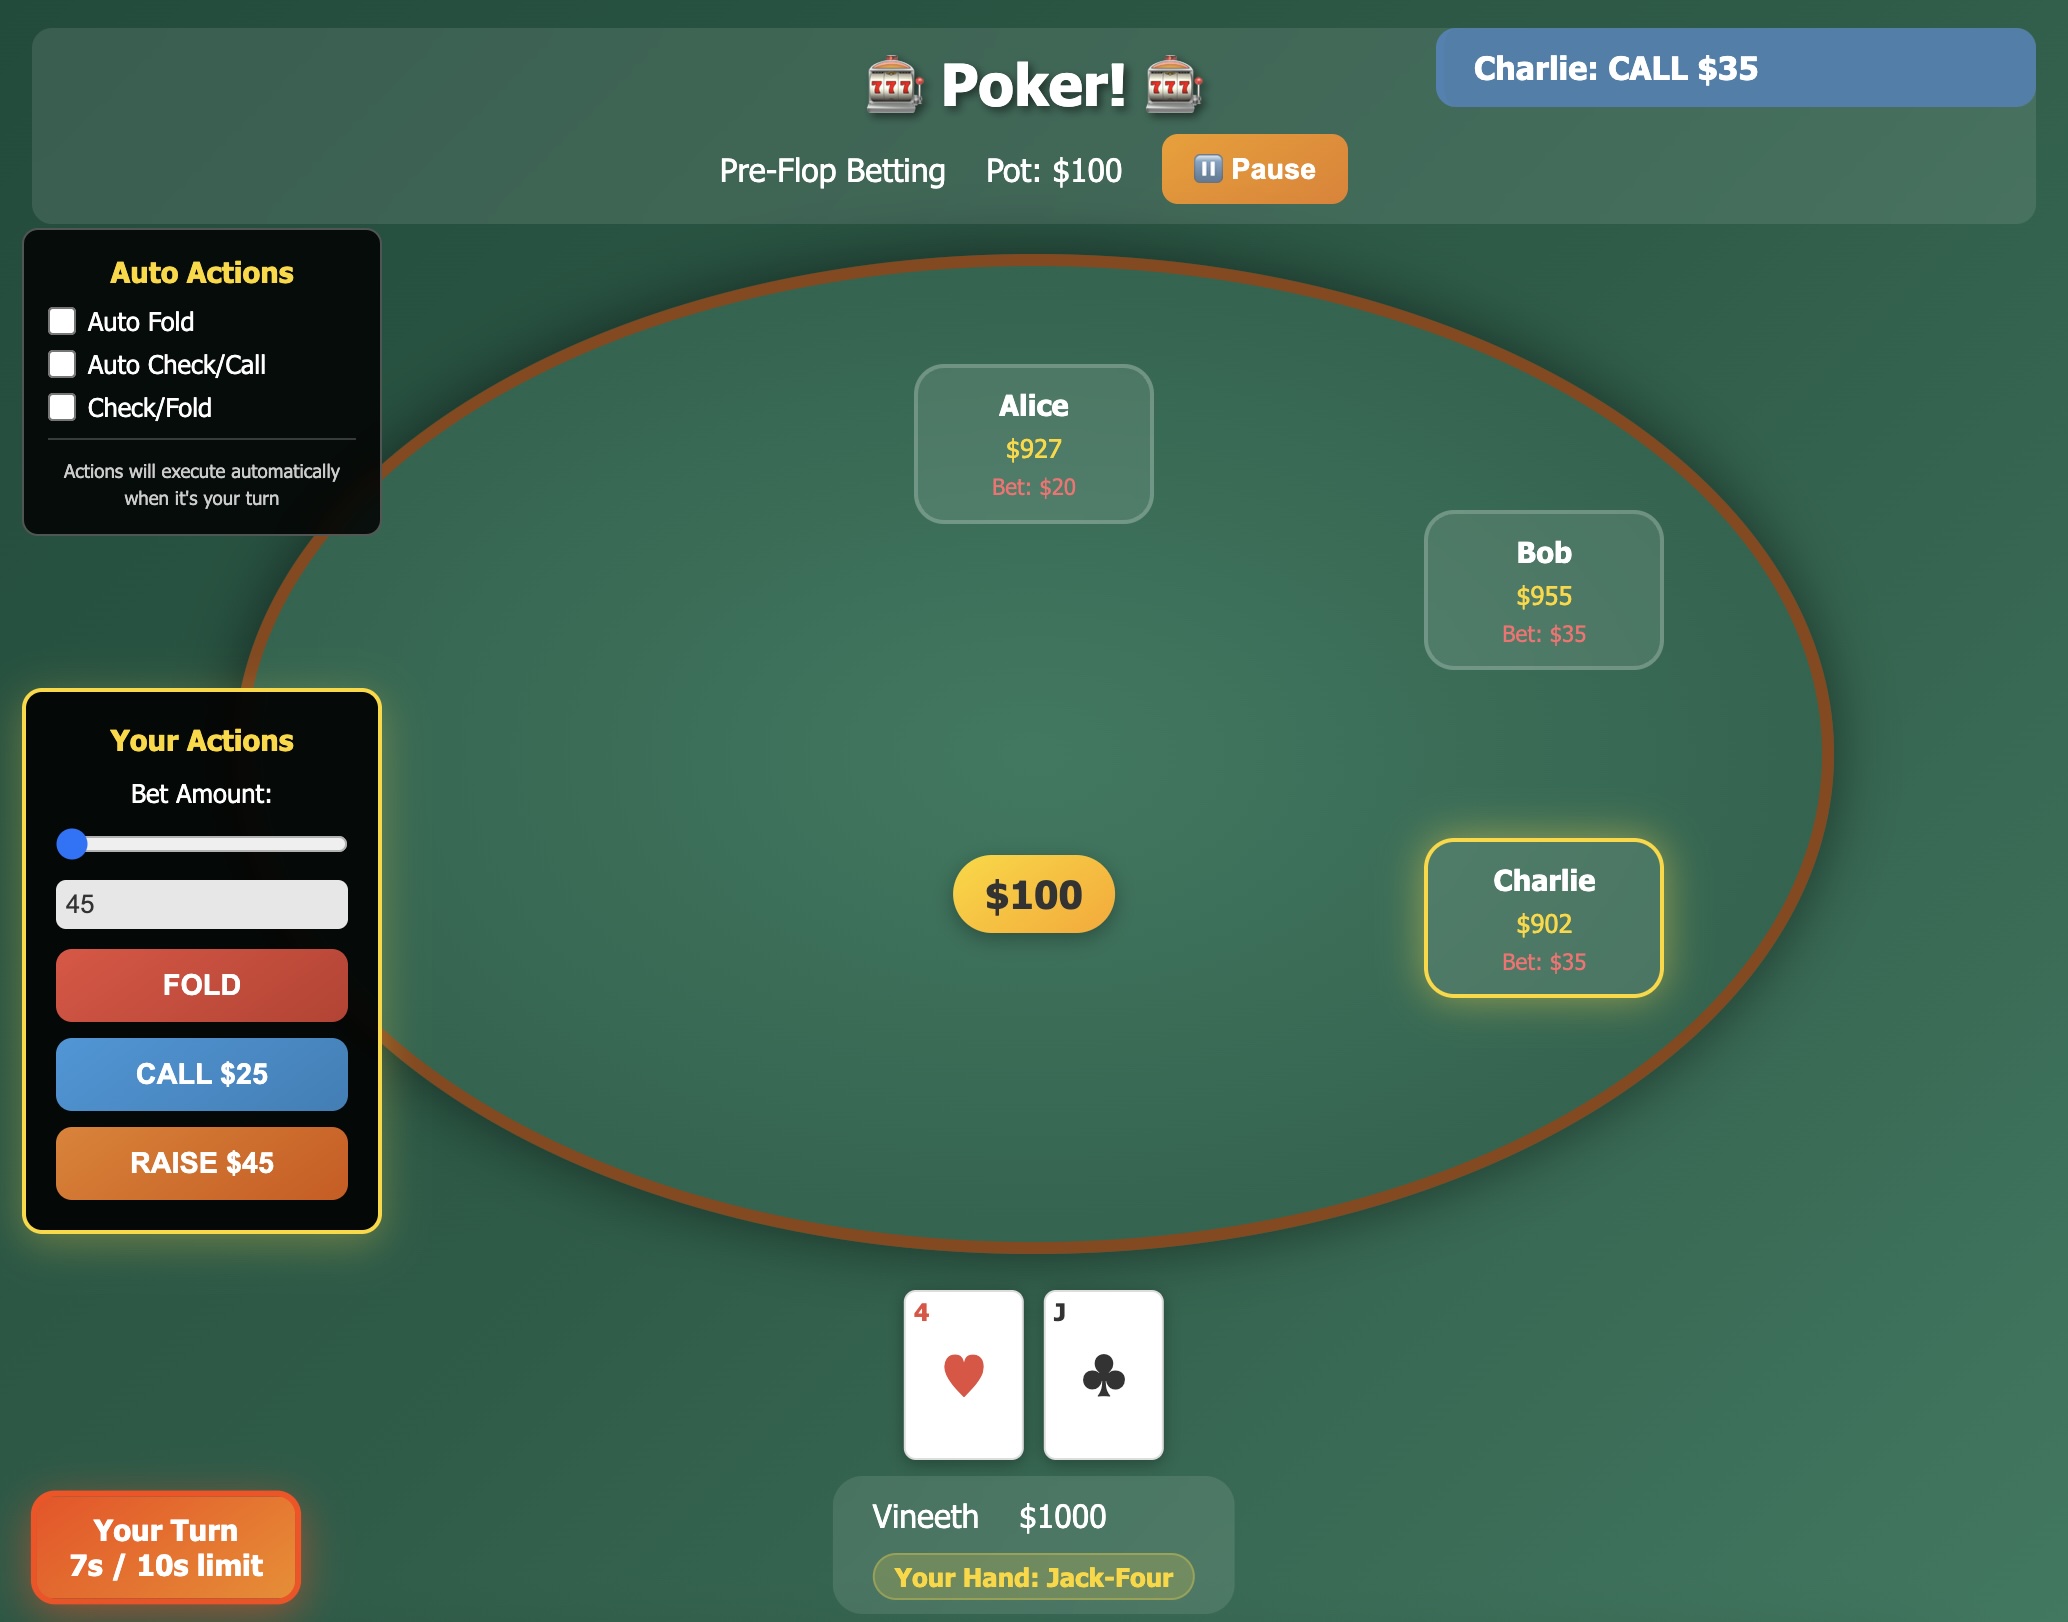 🎰 Poker! 🎰
Charlie: CALL $35
Pre-Flop Betting Pot: $100 ⏸ Pause
Auto Actions
Auto Fold
Auto Check/Call
Check/Fold
Actions will execute automatically
when it's your turn
Alice
$927
Bet: $20
Bob
$955
Bet: $35
Your Actions
Bet Amount:
45
FOLD
CALL $25
RAISE $45
$100
Charlie
$902
Bet: $35
4
J
Your Turn
7s / 10s limit
Vineeth $1000
Your Hand: Jack-Four